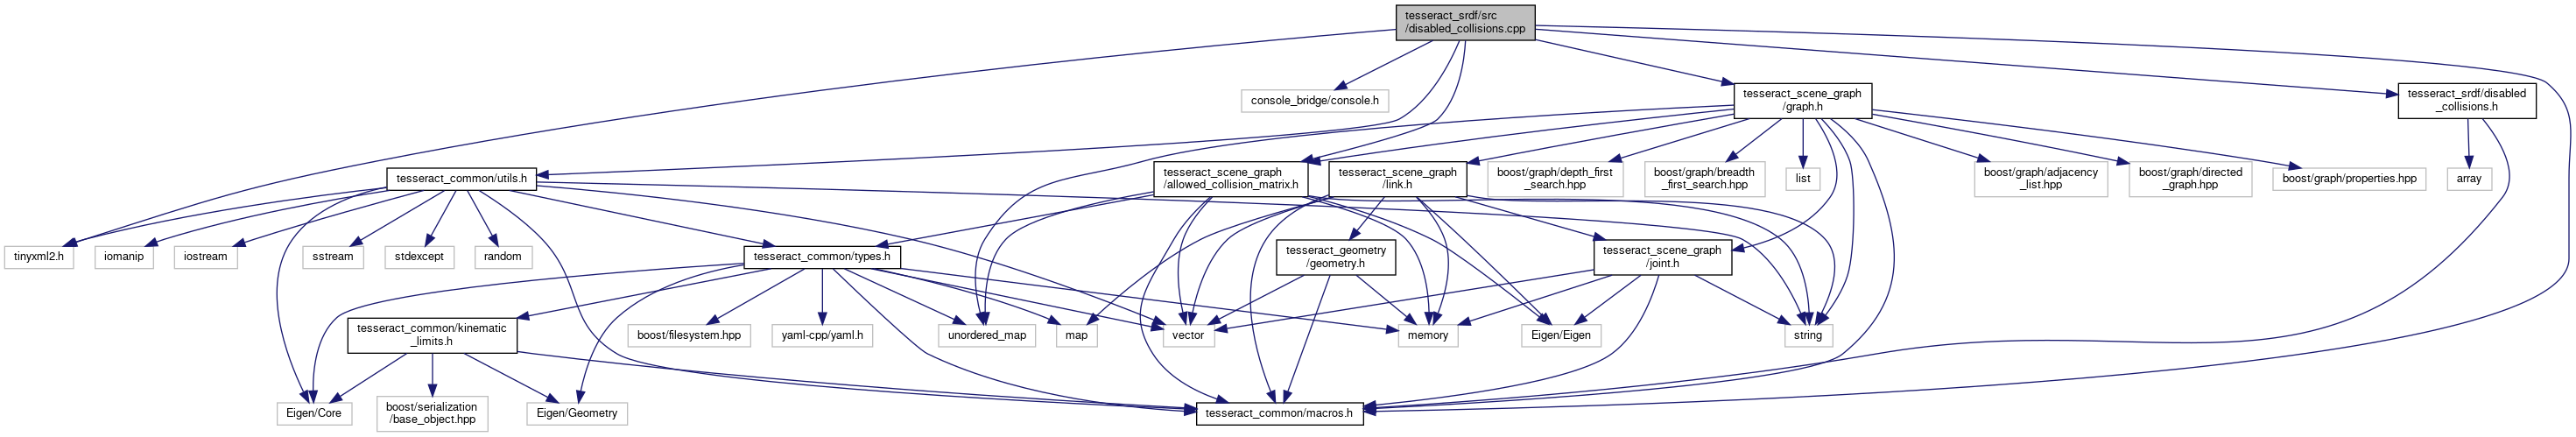 tesseract_srdf/src
/disabled_collisions.cpp
console_bridge/console.h
tesseract_scene_graph
/graph.h
tesseract_srdf/disabled
_collisions.h
tesseract_common/utils.h
tesseract_scene_graph
/allowed_collision_matrix.h
tesseract_scene_graph
/link.h
boost/graph/depth_first
_search.hpp
boost/graph/breadth
_first_search.hpp
list
boost/graph/adjacency
_list.hpp
boost/graph/directed
_graph.hpp
boost/graph/properties.hpp
array
tinyxml2.h
iomanip
iostream
sstream
stdexcept
random
tesseract_common/types.h
tesseract_geometry
/geometry.h
tesseract_scene_graph
/joint.h
tesseract_common/kinematic
_limits.h
boost/filesystem.hpp
yaml-cpp/yaml.h
unordered_map
map
vector
memory
Eigen/Eigen
string
Eigen/Core
boost/serialization
/base_object.hpp
Eigen/Geometry
tesseract_common/macros.h